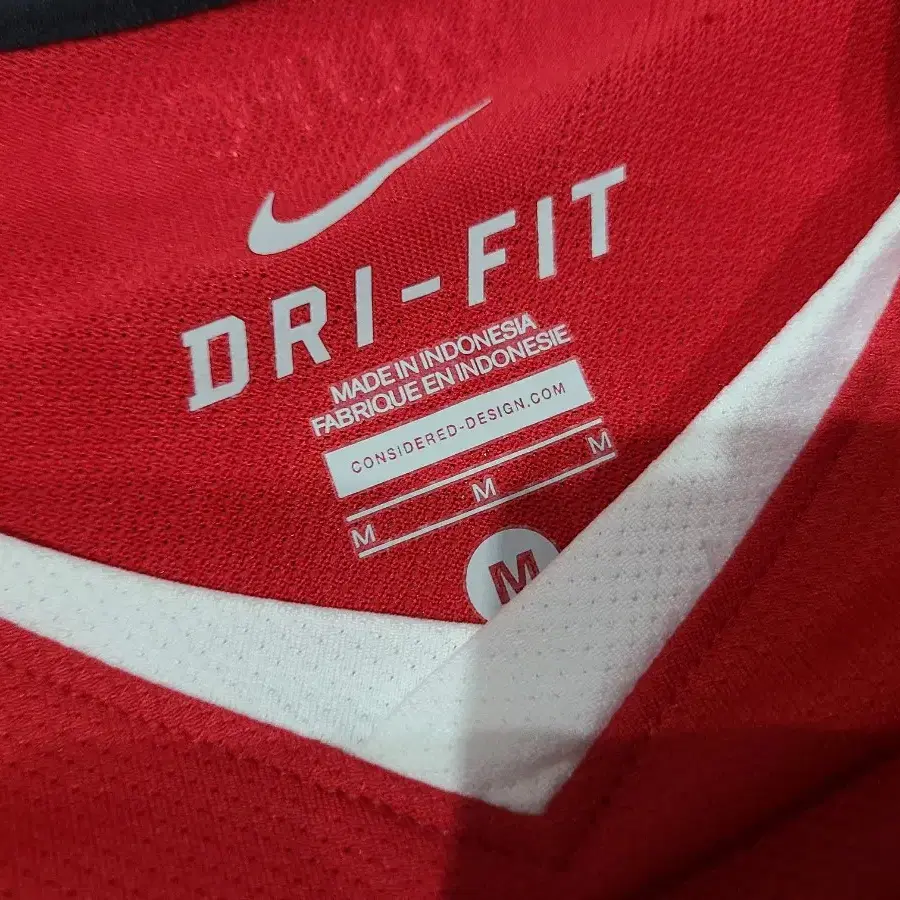 DRI-FIT
MADE IN INDONESIA
FABRIQUE EN INDONESIE
CONSIDERED-DESIGN.COM
M M M
M